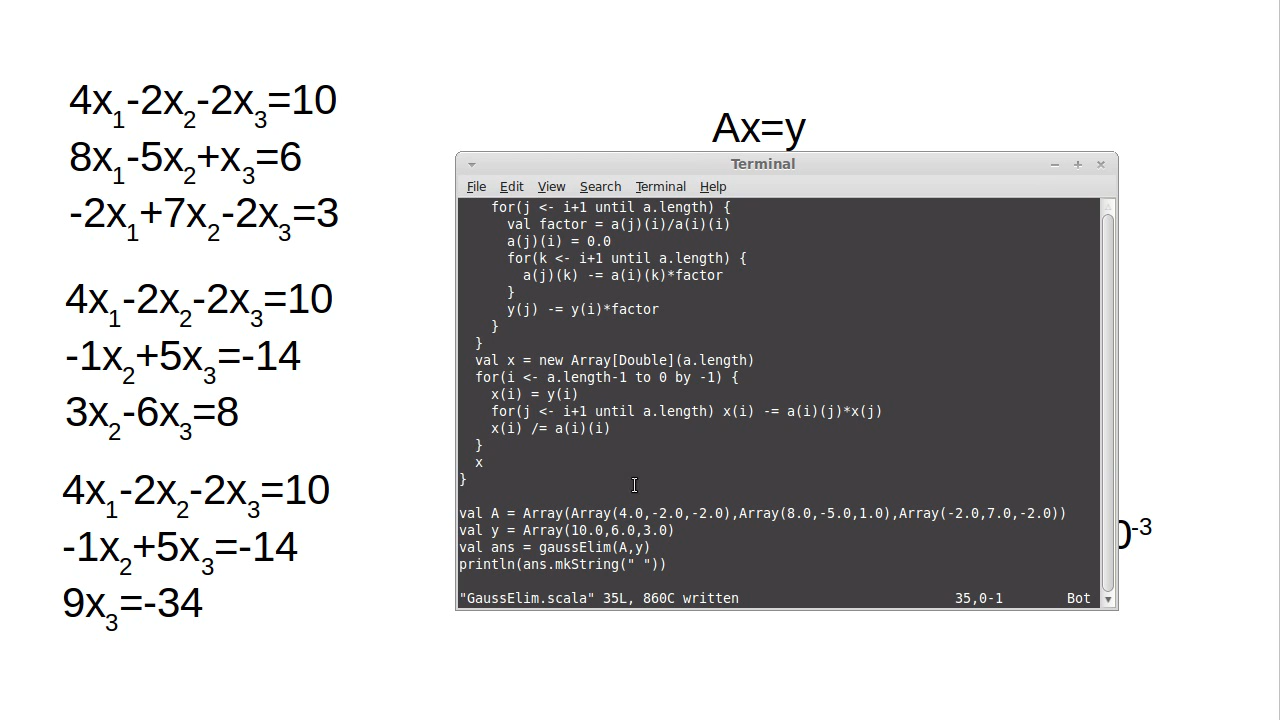 4x₁-2x₂-2x₃=10
8x₁-5x₂+x₃=6
-2x₁+7x₂-2x₃=3
4x₁-2x₂-2x₃=10
-1x₂+5x₃=-14
3x₂-6x₃=8
4x₁-2x₂-2x₃=10
-1x₂+5x₃=-14
9x₃=-34
Ax=y
Terminal
File Edit View Search Terminal Help
    for(j <- i+1 until a.length) {
      val factor = a(j)(i)/a(i)(i)
      a(j)(i) = 0.0
      for(k <- i+1 until a.length) {
        a(j)(k) -= a(i)(k)*factor
      }
      y(j) -= y(i)*factor
    }
  }
  val x = new Array[Double](a.length)
  for(i <- a.length-1 to 0 by -1) {
    x(i) = y(i)
    for(j <- i+1 until a.length) x(i) -= a(i)(j)*x(j)
    x(i) /= a(i)(i)
  }
  x
}
val A = Array(Array(4.0,-2.0,-2.0),Array(8.0,-5.0,1.0),Array(-2.0,7.0,-2.0))
val y = Array(10.0,6.0,3.0)
val ans = gaussElim(A,y)
println(ans.mkString(" "))
"GaussElim.scala" 35L, 860C written 35,0-1 Bot
0⁻³